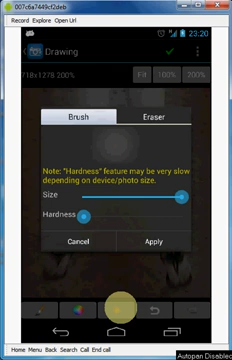 007c6a7449cf2deb
Record Explore Open Url
23:20
Drawing
718x1278 200%
Fit 100% 200%
Brush Eraser
Note: "Hardness" feature may be very slow
depending on device/photo size.
Size
Hardness
Cancel Apply
Home Menu Back Search Call End call
Autopan Disabled